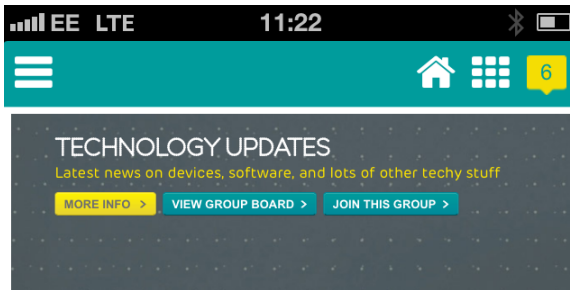 EE LTE 11:22
6
TECHNOLOGY UPDATES
Latest news on devices, software, and lots of other techy stuff
MORE INFO > VIEW GROUP BOARD > JOIN THIS GROUP >